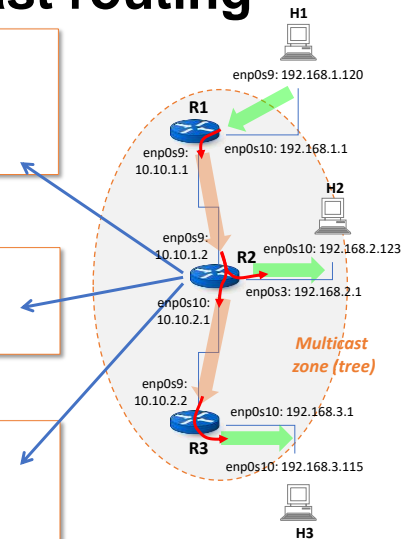 ast routing
H1
enp0s9: 192.168.1.120
R1
enp0s9:
10.10.1.1
enp0s10: 192.168.1.1
H2
enp0s9:
10.10.1.2
R2
enp0s10: 192.168.2.123
enp0s3: 192.168.2.1
enp0s10:
10.10.2.1
Multicast
zone (tree)
enp0s9:
10.10.2.2
enp0s10: 192.168.3.1
R3
enp0s10: 192.168.3.115
H3